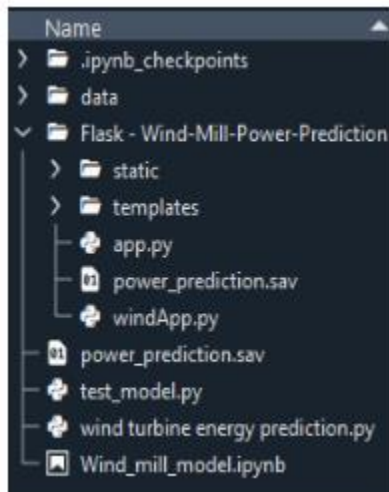 Name
.ipynb_checkpoints
data
Flask - Wind-Mill-Power-Prediction
static
templates
app.py
power_prediction.sav
windApp.py
power_prediction.sav
test_model.py
wind turbine energy prediction.py
Wind_mill_model.ipynb